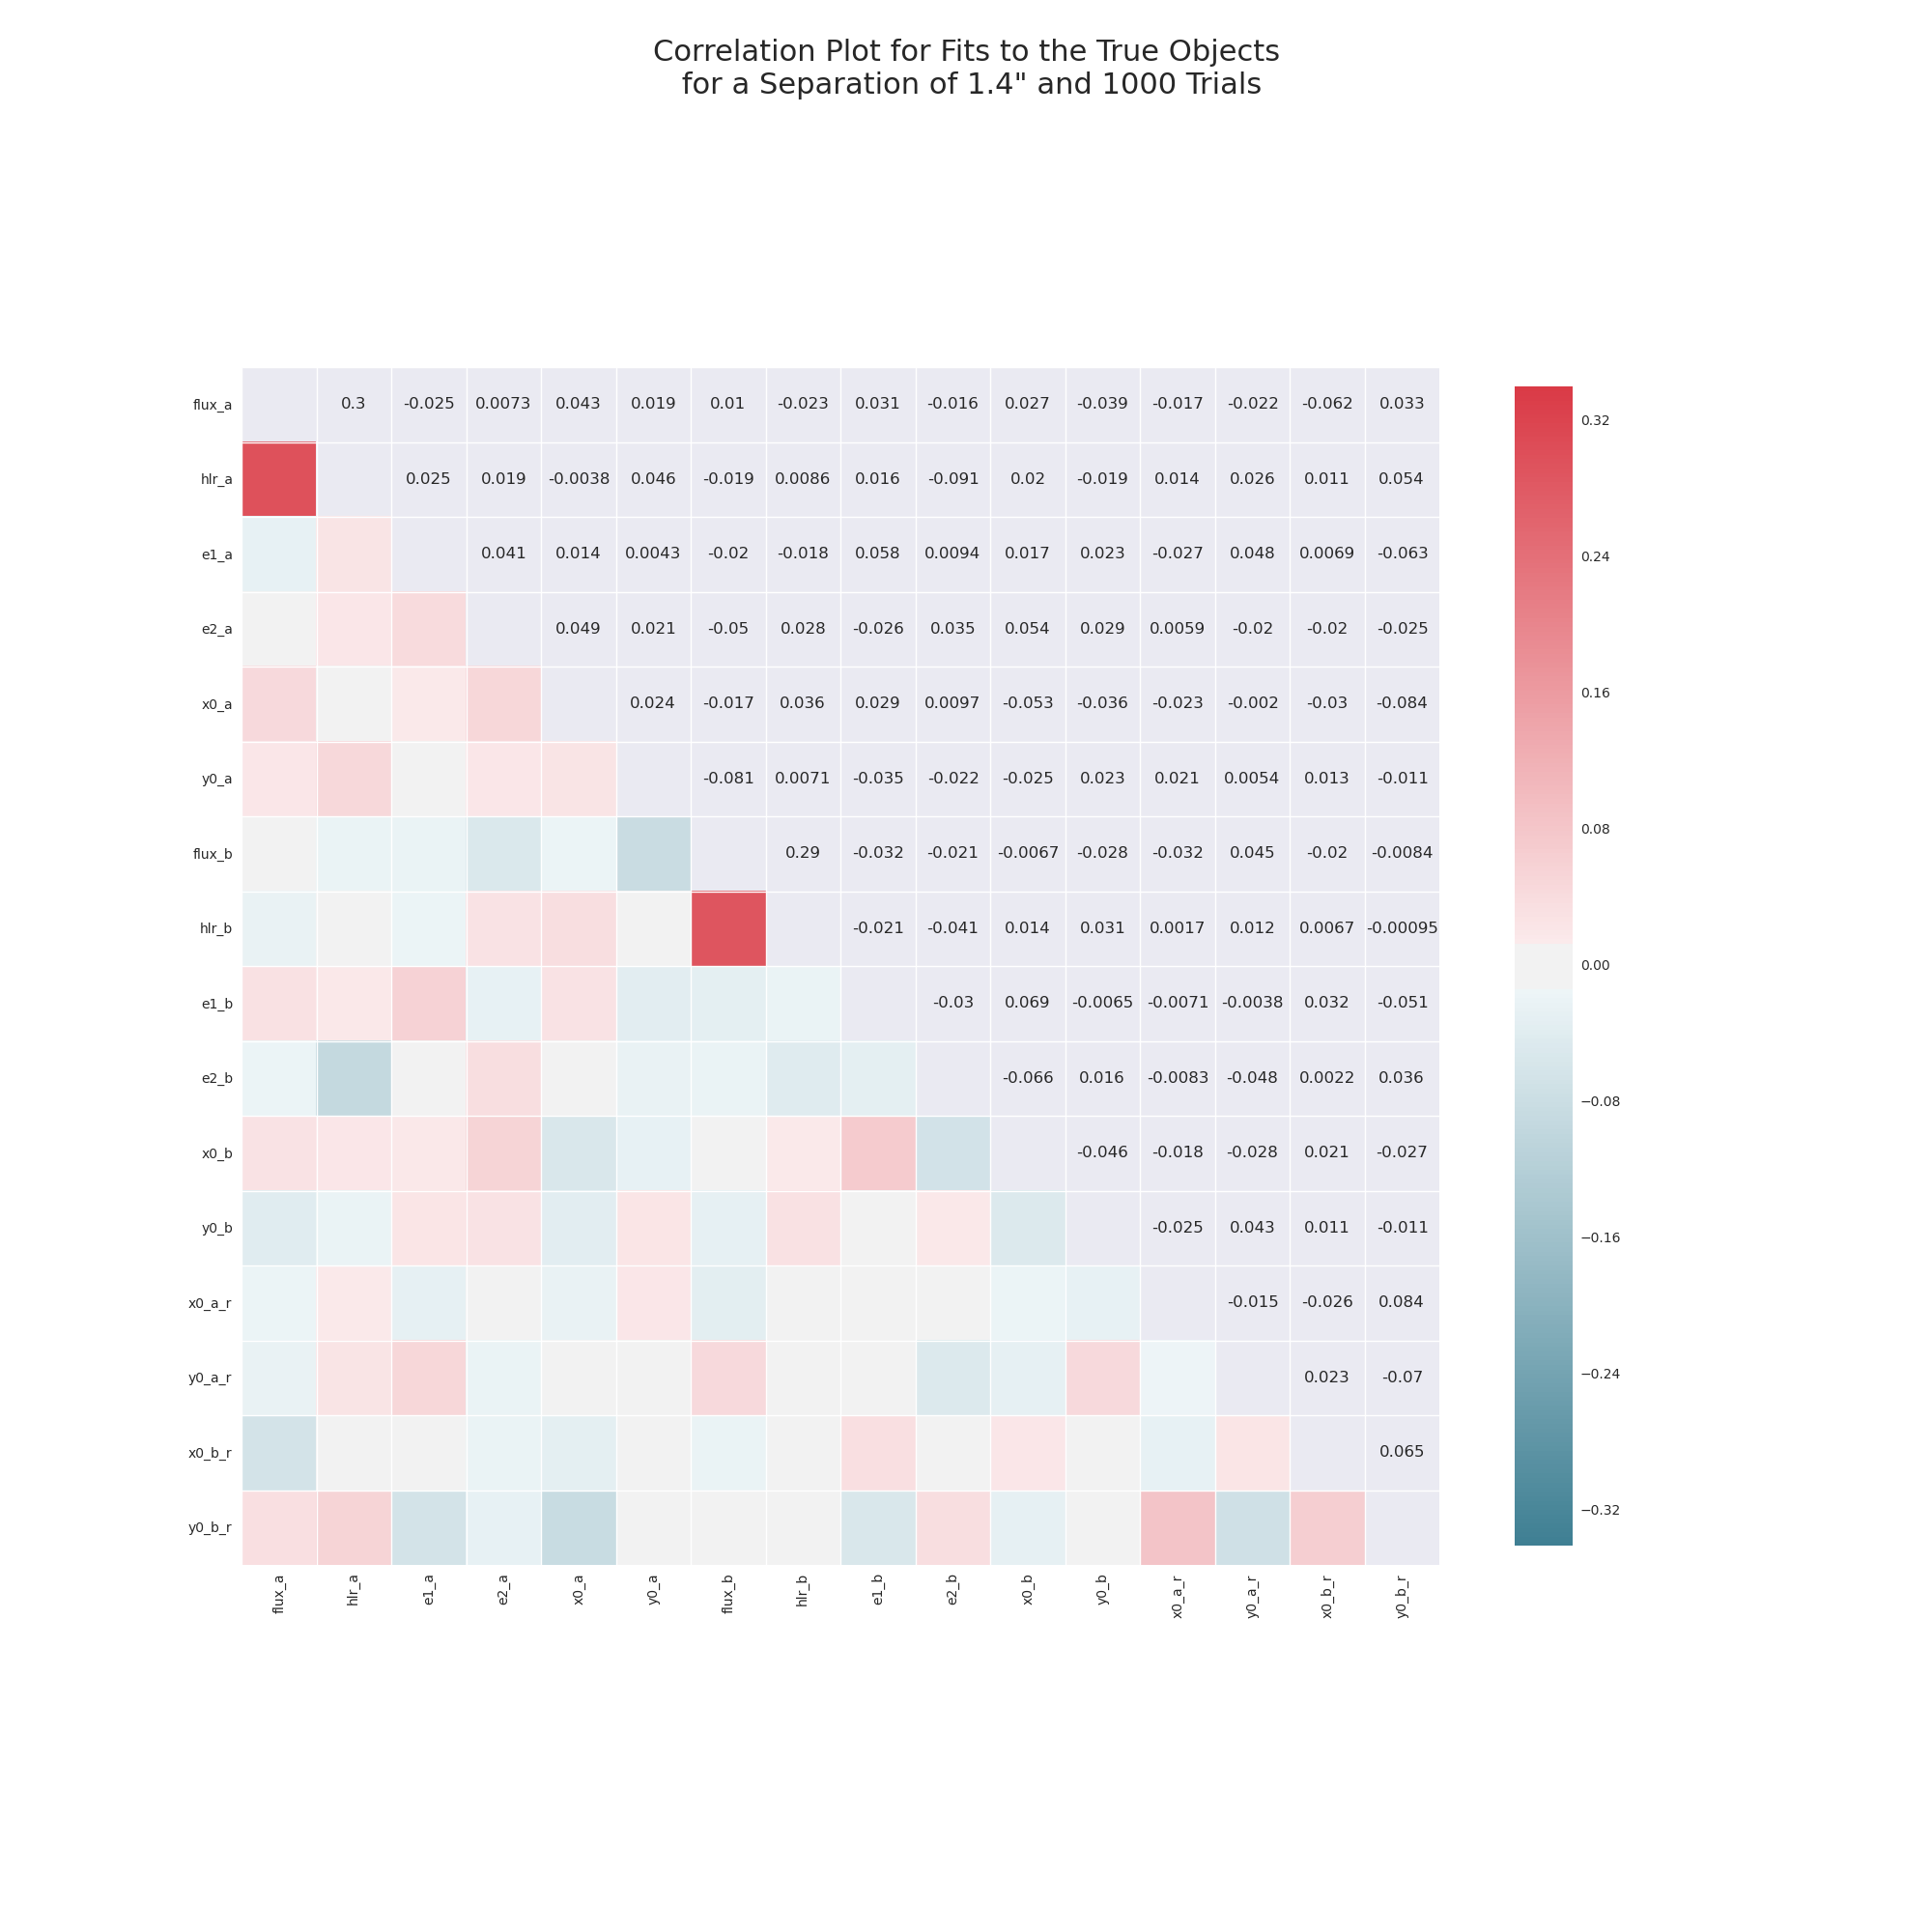 Correlation Plot for Fits to the True Objects
for a Separation of 1.4" and 1000 Trials
flux_a 0.3 -0.025 0.0073 0.043 0.019 0.01 -0.023 0.031 -0.016 0.027 -0.039 -0.017 -0.022 -0.062 0.033
hlr_a 0.025 0.019 -0.0038 0.046 -0.019 0.0086 0.016 -0.091 0.02 -0.019 0.014 0.026 0.011 0.054
e1_a 0.041 0.014 0.0043 -0.02 -0.018 0.058 0.0094 0.017 0.023 -0.027 0.048 0.0069 -0.063
e2_a 0.049 0.021 -0.05 0.028 -0.026 0.035 0.054 0.029 0.0059 -0.02 -0.02 -0.025
x0_a 0.024 -0.017 0.036 0.029 0.0097 -0.053 -0.036 -0.023 -0.002 -0.03 -0.084
y0_a -0.081 0.0071 -0.035 -0.022 -0.025 0.023 0.021 0.0054 0.013 -0.011
flux_b 0.29 -0.032 -0.021 -0.0067 -0.028 -0.032 0.045 -0.02 -0.0084
hlr_b -0.021 -0.041 0.014 0.031 0.0017 0.012 0.0067 -0.00095
e1_b -0.03 0.069 -0.0065 -0.0071 -0.0038 0.032 -0.051
e2_b -0.066 0.016 -0.0083 -0.048 0.0022 0.036
x0_b -0.046 -0.018 -0.028 0.021 -0.027
y0_b -0.025 0.043 0.011 -0.011
x0_a_r -0.015 -0.026 0.084
y0_a_r 0.023 -0.07
x0_b_r 0.065
y0_b_r
flux_a hlr_a e1_a e2_a x0_a y0_a flux_b hlr_b e1_b e2_b x0_b y0_b x0_a_r y0_a_r x0_b_r y0_b_r
0.32
0.24
0.16
0.08
0.00
−0.08
−0.16
−0.24
−0.32